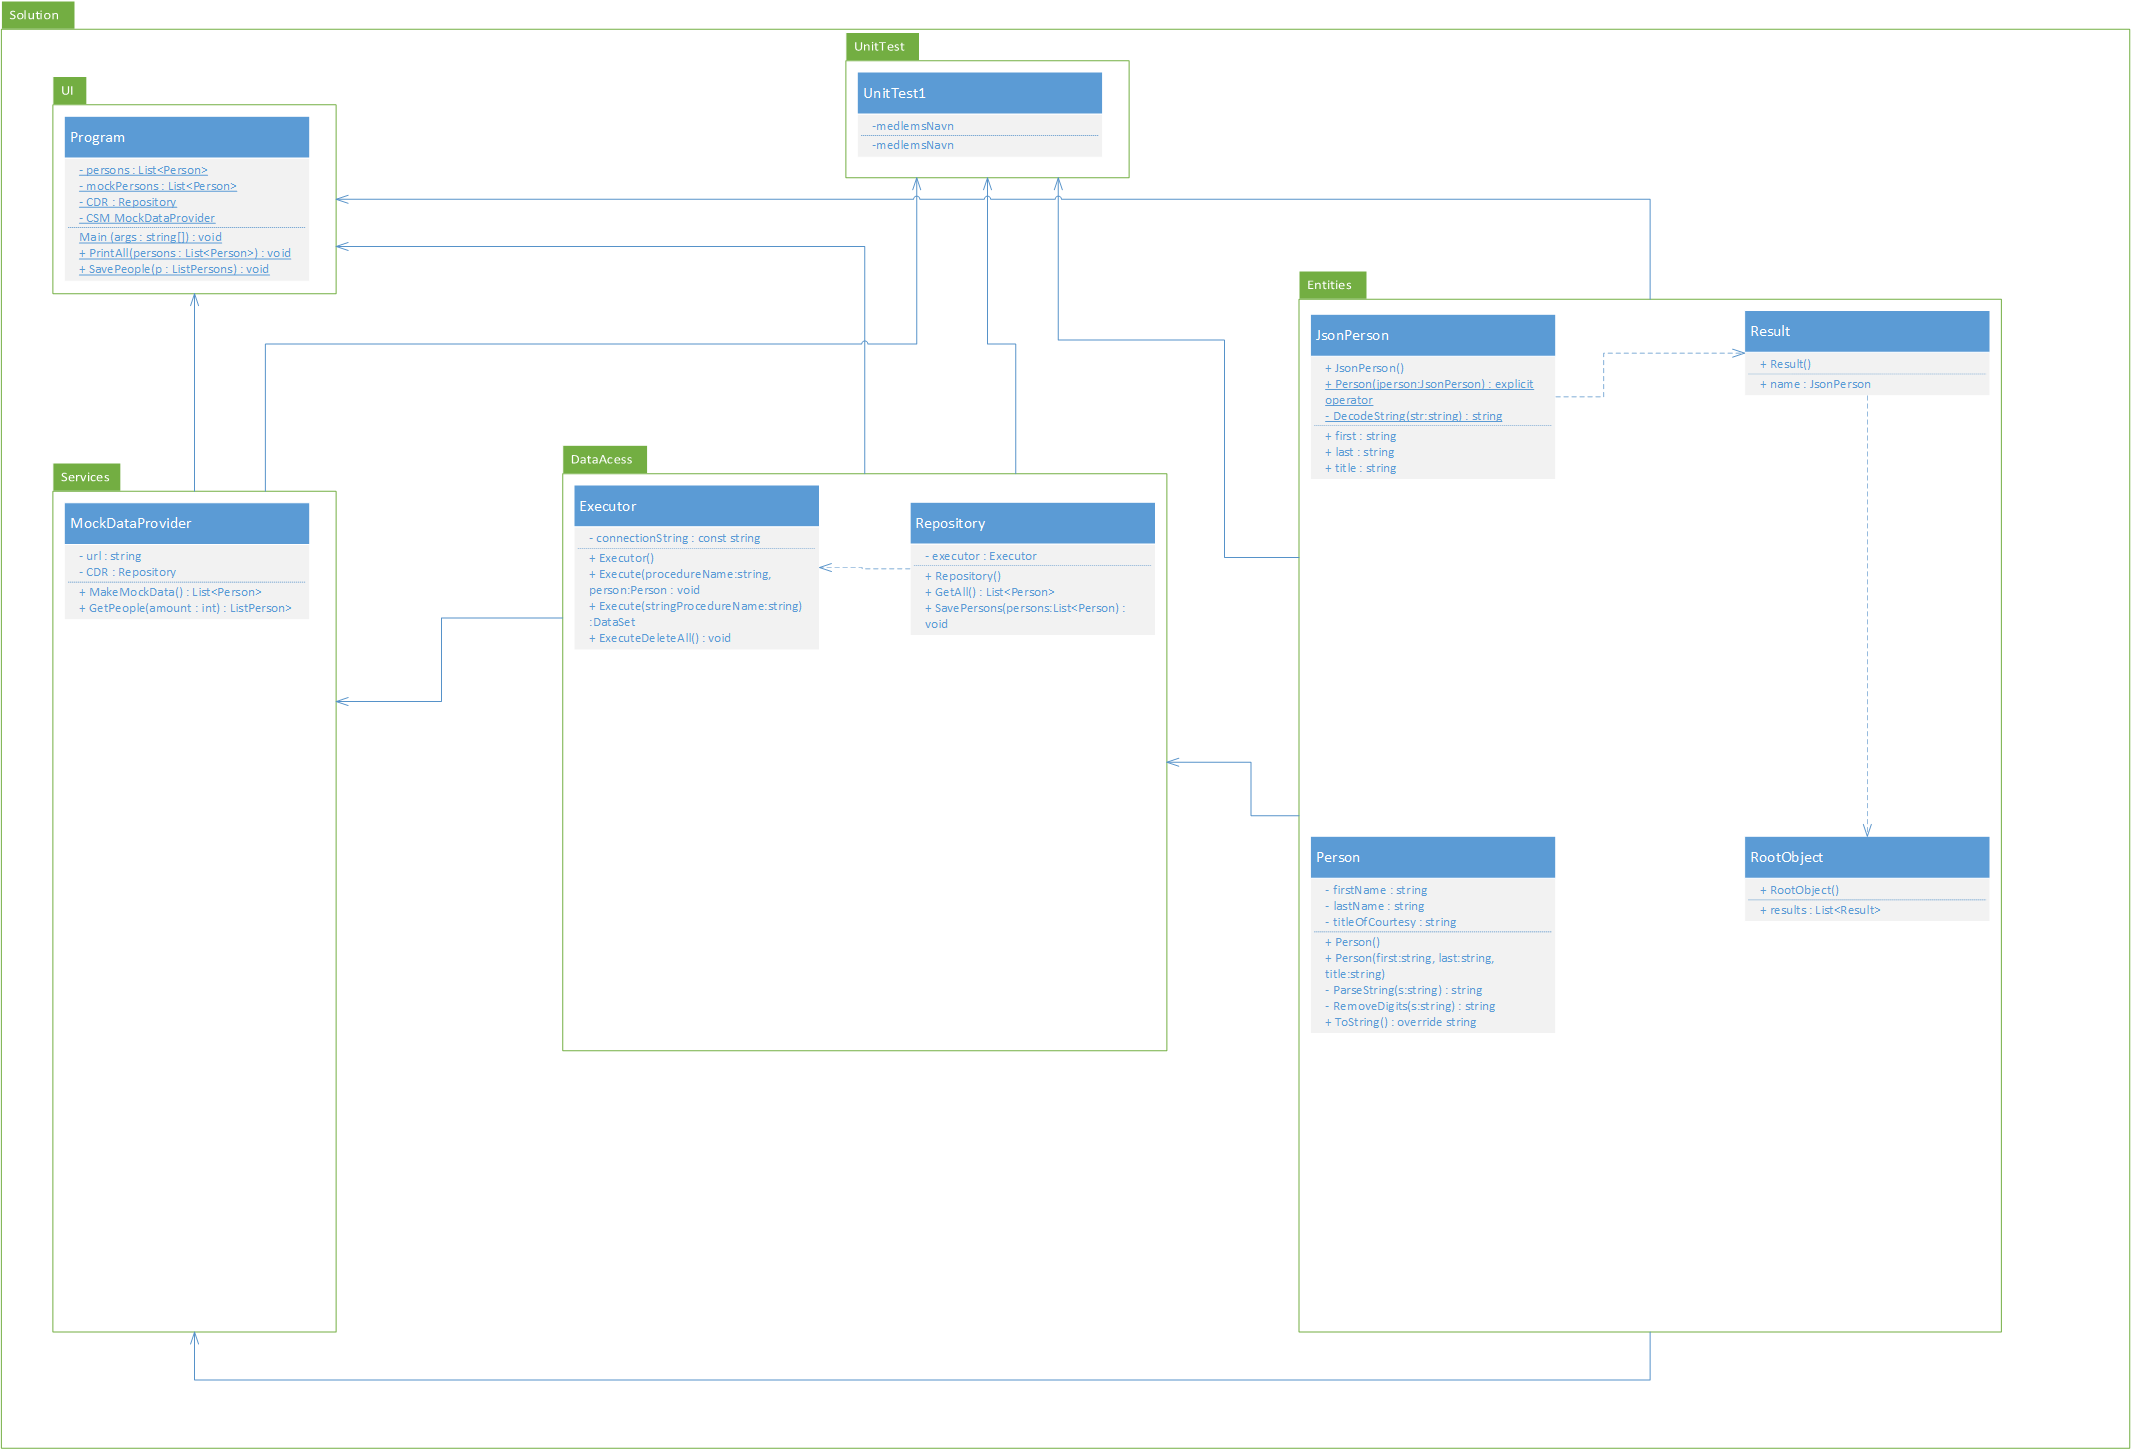 Solution
UnitTest
UnitTest1
-medlemsNavn
-medlemsNavn
UI
Program
- persons : List<Person>
- mockPersons : List<Person>
- CDR : Repository
- CSM MockDataProvider
Main (args : string[]) : void
+ PrintAll(persons : List<Person>) : void
+ SavePeople(p : ListPersons) : void
Entities
JsonPerson
+ JsonPerson()
+ Person(jperson:JsonPerson) : explicit
operator
- DecodeString(str:string) : string
+ first : string
+ last : string
+ title : string
Result
+ Result()
+ name : JsonPerson
Services
MockDataProvider
- url : string
- CDR : Repository
+ MakeMockData() : List<Person>
+ GetPeople(amount : int) : ListPerson>
DataAcess
Executor
- connectionString : const string
+ Executor()
+ Execute(procedureName:string,
person:Person : void
+ Execute(stringProcedureName:string)
:DataSet
+ ExecuteDeleteAll() : void
Repository
- executor : Executor
+ Repository()
+ GetAll() : List<Person>
+ SavePersons(persons:List<Person) :
void
Person
- firstName : string
- lastName : string
- titleOfCourtesy : string
+ Person()
+ Person(first:string, last:string,
title:string)
- ParseString(s:string) : string
- RemoveDigits(s:string) : string
+ ToString() : override string
RootObject
+ RootObject()
+ results : List<Result>